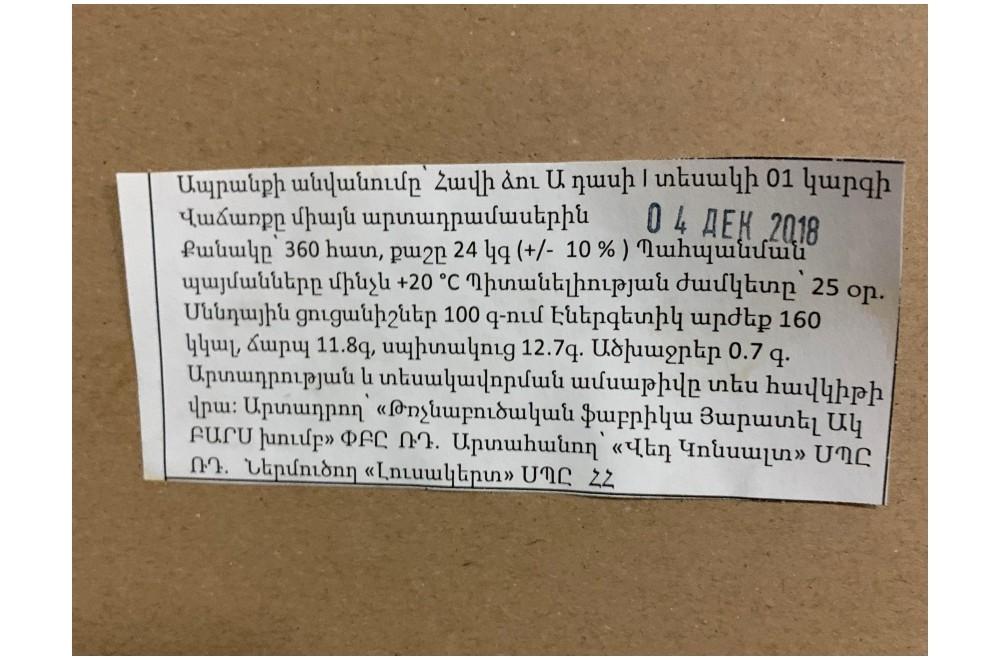 Ապրանքի անվանումը՝ Հավի ձու Ա դասի I տեսակի 01 կարգի
Վաճառքը միայն արտադրամասերին
04 ДЕК 2018
Քանակը՝ 360 հատ, քաշը 24 կգ (+/- 10 % ) Պահպանման
պայմանները մինչև +20 °C Պիտանելիության ժամկետը՝ 25 օր.
Սննդային ցուցանիշներ 100 գ-ում Էներգետիկ արժեք 160
կկալ, ճարպ 11.8գ, սպիտակուց 12.7գ. Ածխաջրեր 0.7 գ.
Արտադրության և տեսակավորման ամսաթիվը տես հավկիթի
վրա: Արտադրող՝ «Թռչնաբուծական ֆաբրիկա Յարատել Ակ
ԲԱՐՍ խումբ» ՓԲԸ ՌԴ. Արտահանող՝ «Վեդ Կոնսալտ» ՍՊԸ
ՌԴ. Ներմուծող «Լուսակերտ» ՍՊԸ ՀՀ